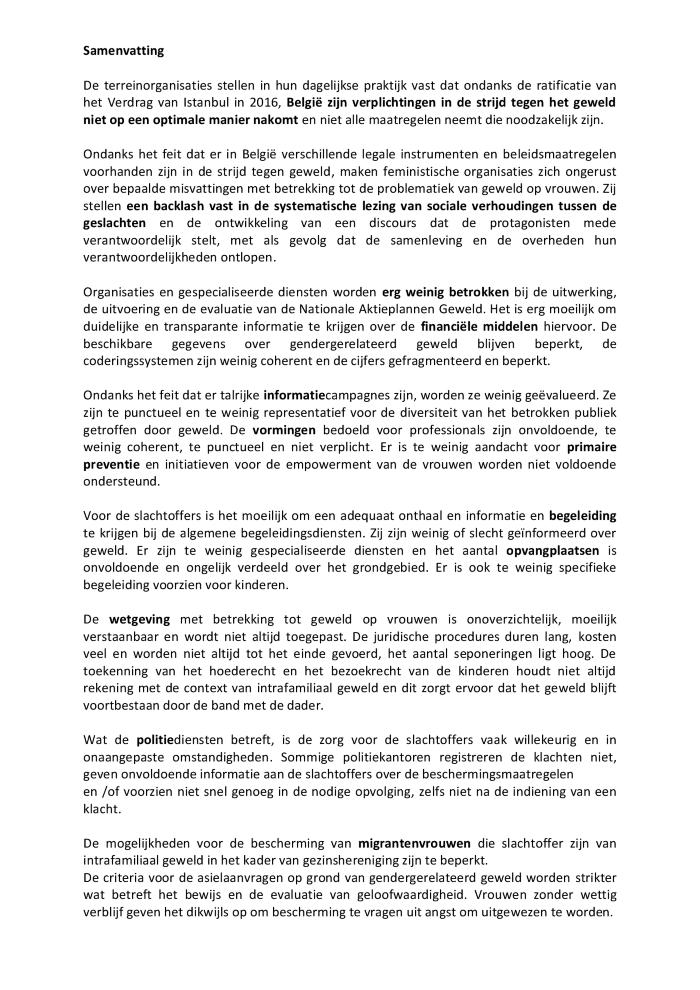 Samenvatting
De terreinorganisaties stellen in hun dagelijkse praktijk vast dat ondanks de ratificatie van
het Verdrag van Istanbul in 2016, België zijn verplichtingen in de strijd tegen het geweld
niet op een optimale manier nakomt en niet alle maatregelen neemt die noodzakelijk zijn.
Ondanks het feit dat er in België verschillende legale instrumenten en beleidsmaatregelen
voorhanden zijn in de strijd tegen geweld, maken feministische organisaties zich ongerust
over bepaalde misvattingen met betrekking tot de problematiek van geweld op vrouwen. Zij
stellen een backlash vast in de systematische lezing van sociale verhoudingen tussen de
geslachten en de ontwikkeling van een discours dat de protagonisten mede
verantwoordelijk stelt, met als gevolg dat de samenleving en de overheden hun
verantwoordelijkheden ontlopen.
Organisaties en gespecialiseerde diensten worden erg weinig betrokken bij de uitwerking,
de uitvoering en de evaluatie van de Nationale Aktieplannen Geweld. Het is erg moeilijk om
duidelijke en transparante informatie te krijgen over de financiële middelen hiervoor. De
beschikbare gegevens over gendergerelateerd geweld blijven beperkt, de
coderingssystemen zijn weinig coherent en de cijfers gefragmenteerd en beperkt.
Ondanks het feit dat er talrijke informatiecampagnes zijn, worden ze weinig geëvalueerd. Ze
zijn te punctueel en te weinig representatief voor de diversiteit van het betrokken publiek
getroffen door geweld. De vormingen bedoeld voor professionals zijn onvoldoende, te
weinig coherent, te punctueel en niet verplicht. Er is te weinig aandacht voor primaire
preventie en initiatieven voor de empowerment van de vrouwen worden niet voldoende
ondersteund.
Voor de slachtoffers is het moeilijk om een adequaat onthaal en informatie en begeleiding
te krijgen bij de algemene begeleidingsdiensten. Zij zijn weinig of slecht geïnformeerd over
geweld. Er zijn te weinig gespecialiseerde diensten en het aantal opvangplaatsen is
onvoldoende en ongelijk verdeeld over het grondgebied. Er is ook te weinig specifieke
begeleiding voorzien voor kinderen.
De wetgeving met betrekking tot geweld op vrouwen is onoverzichtelijk, moeilijk
verstaanbaar en wordt niet altijd toegepast. De juridische procedures duren lang, kosten
veel en worden niet altijd tot het einde gevoerd, het aantal seponeringen ligt hoog. De
toekenning van het hoederecht en het bezoekrecht van de kinderen houdt niet altijd
rekening met de context van intrafamiliaal geweld en dit zorgt ervoor dat het geweld blijft
voortbestaan door de band met de dader.
Wat de politiediensten betreft, is de zorg voor de slachtoffers vaak willekeurig en in
onaangepaste omstandigheden. Sommige politiekantoren registreren de klachten niet,
geven onvoldoende informatie aan de slachtoffers over de beschermingsmaatregelen
en /of voorzien niet snel genoeg in de nodige opvolging, zelfs niet na de indiening van een
klacht.
De mogelijkheden voor de bescherming van migrantenvrouwen die slachtoffer zijn van
intrafamiliaal geweld in het kader van gezinshereniging zijn te beperkt.
De criteria voor de asielaanvragen op grond van gendergerelateerd geweld worden strikter
wat betreft het bewijs en de evaluatie van geloofwaardigheid. Vrouwen zonder wettig
verblijf geven het dikwijls op om bescherming te vragen uit angst om uitgewezen te worden.